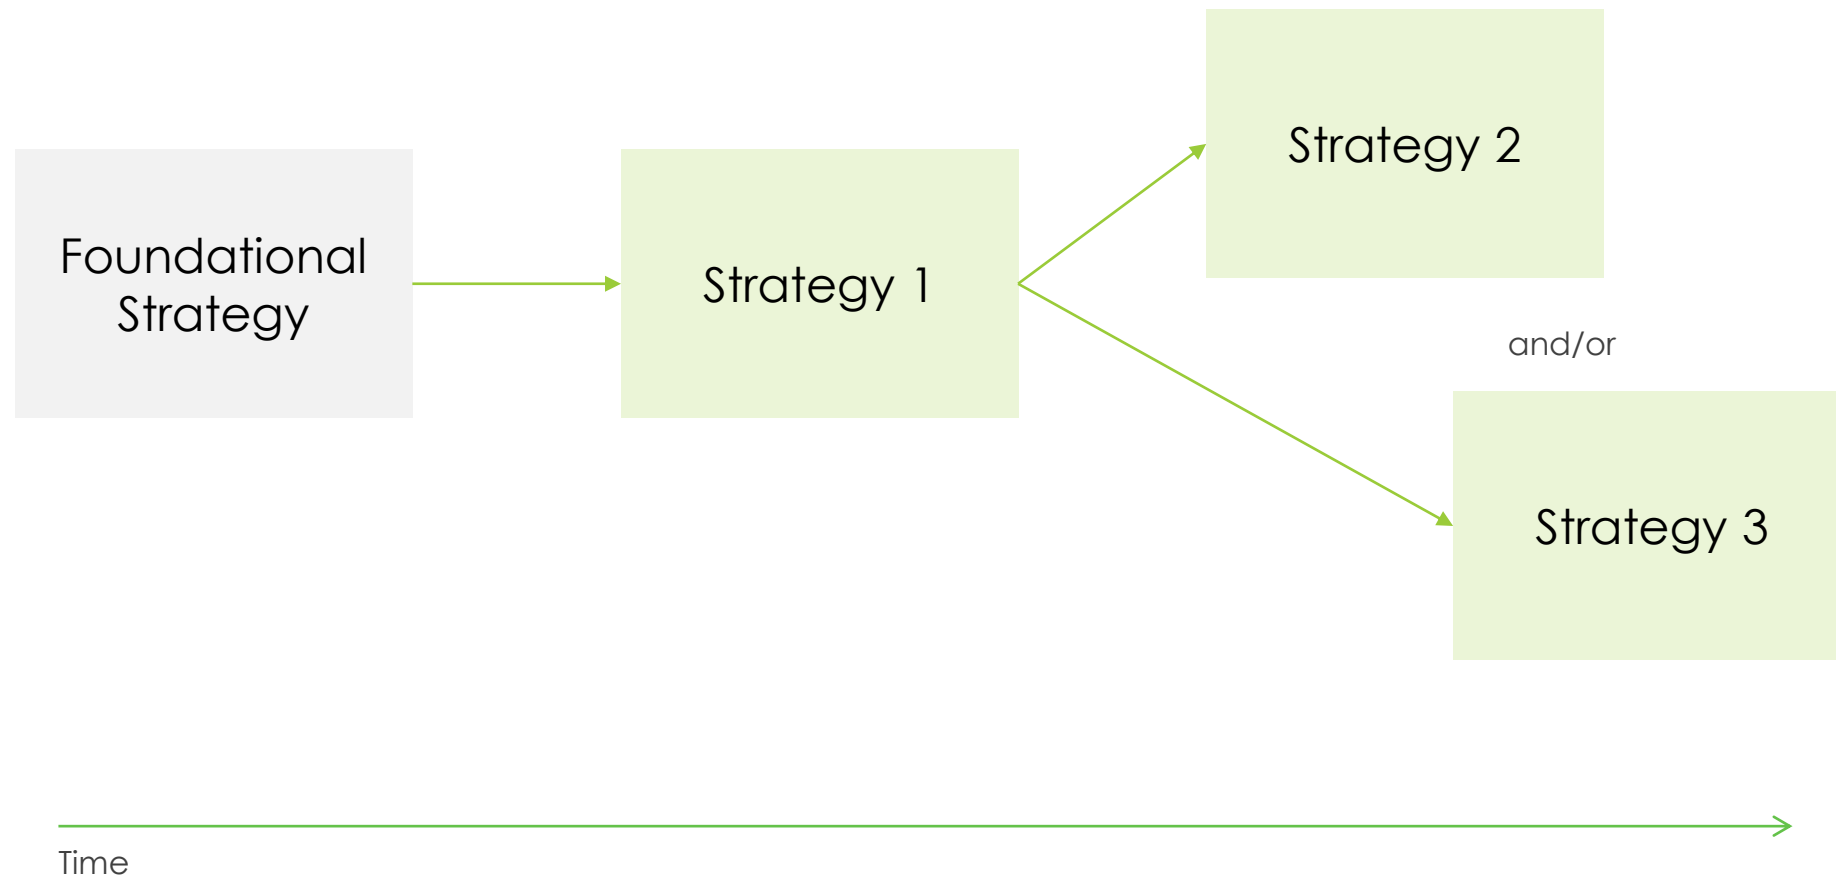 Foundational
Strategy
Strategy 1
Strategy 2
and/or
Strategy 3
Time